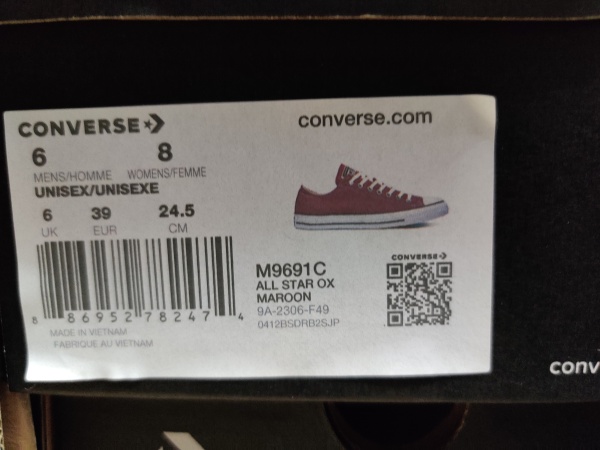 CONVERSE
converse.com
6 8
MENS/HOMME WOMENS/FEMME
UNISEX/UNISEXE
6 39 24.5
UK EUR CM
M9691C
ALL STAR OX
MAROON
9A-2306-F49
0412BSDRB2SJP
CONVERSE
8 86952 78247 4
MADE IN VIETNAM
FABRIQUE AU VIETNAM
conv